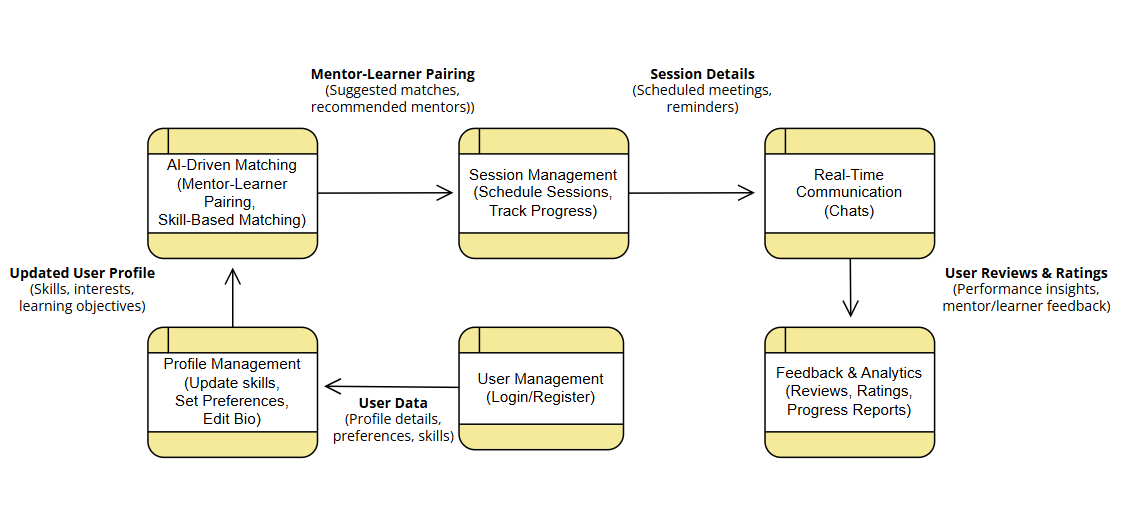 Mentor-Learner Pairing
(Suggested matches,
recommended mentors))
Session Details
(Scheduled meetings,
reminders)
AI-Driven Matching
(Mentor-Learner
Pairing,
Skill-Based Matching)
Session Management
(Schedule Sessions,
Track Progress)
Real-Time
Communication
(Chats)
Updated User Profile
(Skills, interests,
learning objectives)
User Reviews & Ratings
(Performance insights,
mentor/learner feedback)
Profile Management
(Update skills,
Set Preferences,
Edit Bio)
User Data
(Profile details,
preferences, skills)
User Management
(Login/Register)
Feedback & Analytics
(Reviews, Ratings,
Progress Reports)